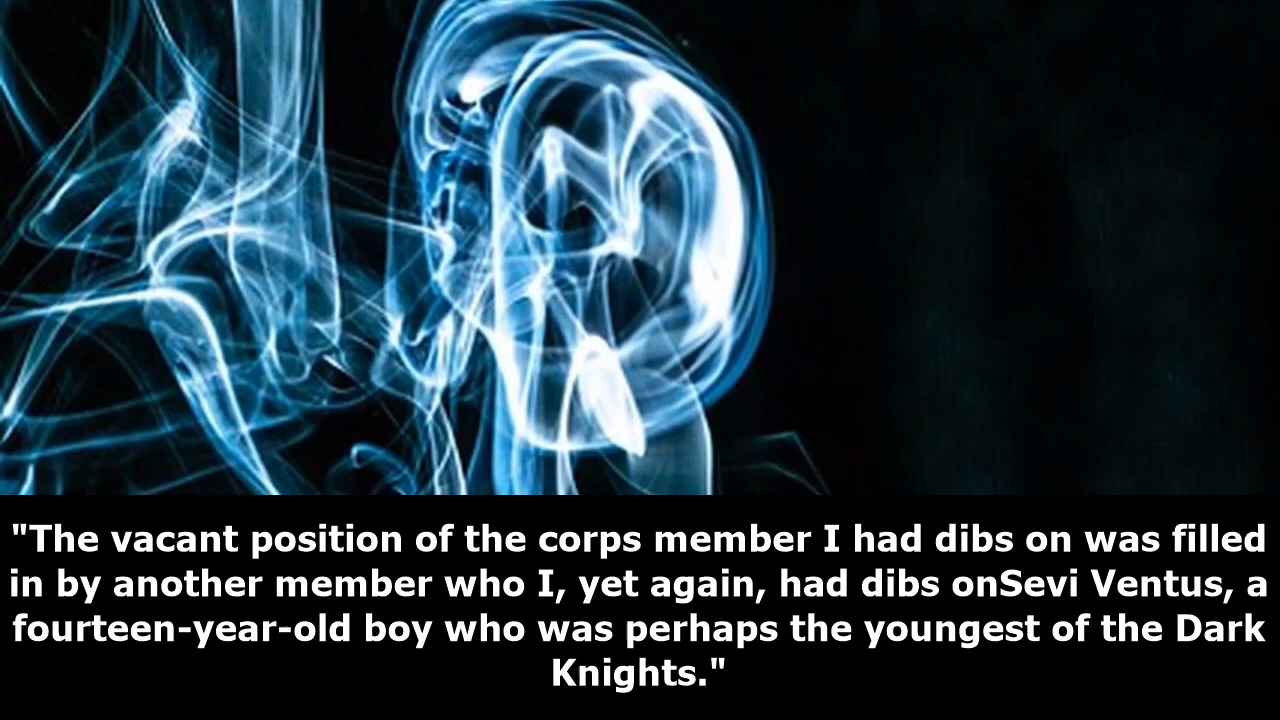 "The vacant position of the corps member I had dibs on was filled
in by another member who I, yet again, had dibs onSevi Ventus, a
fourteen-year-old boy who was perhaps the youngest of the Dark
Knights."